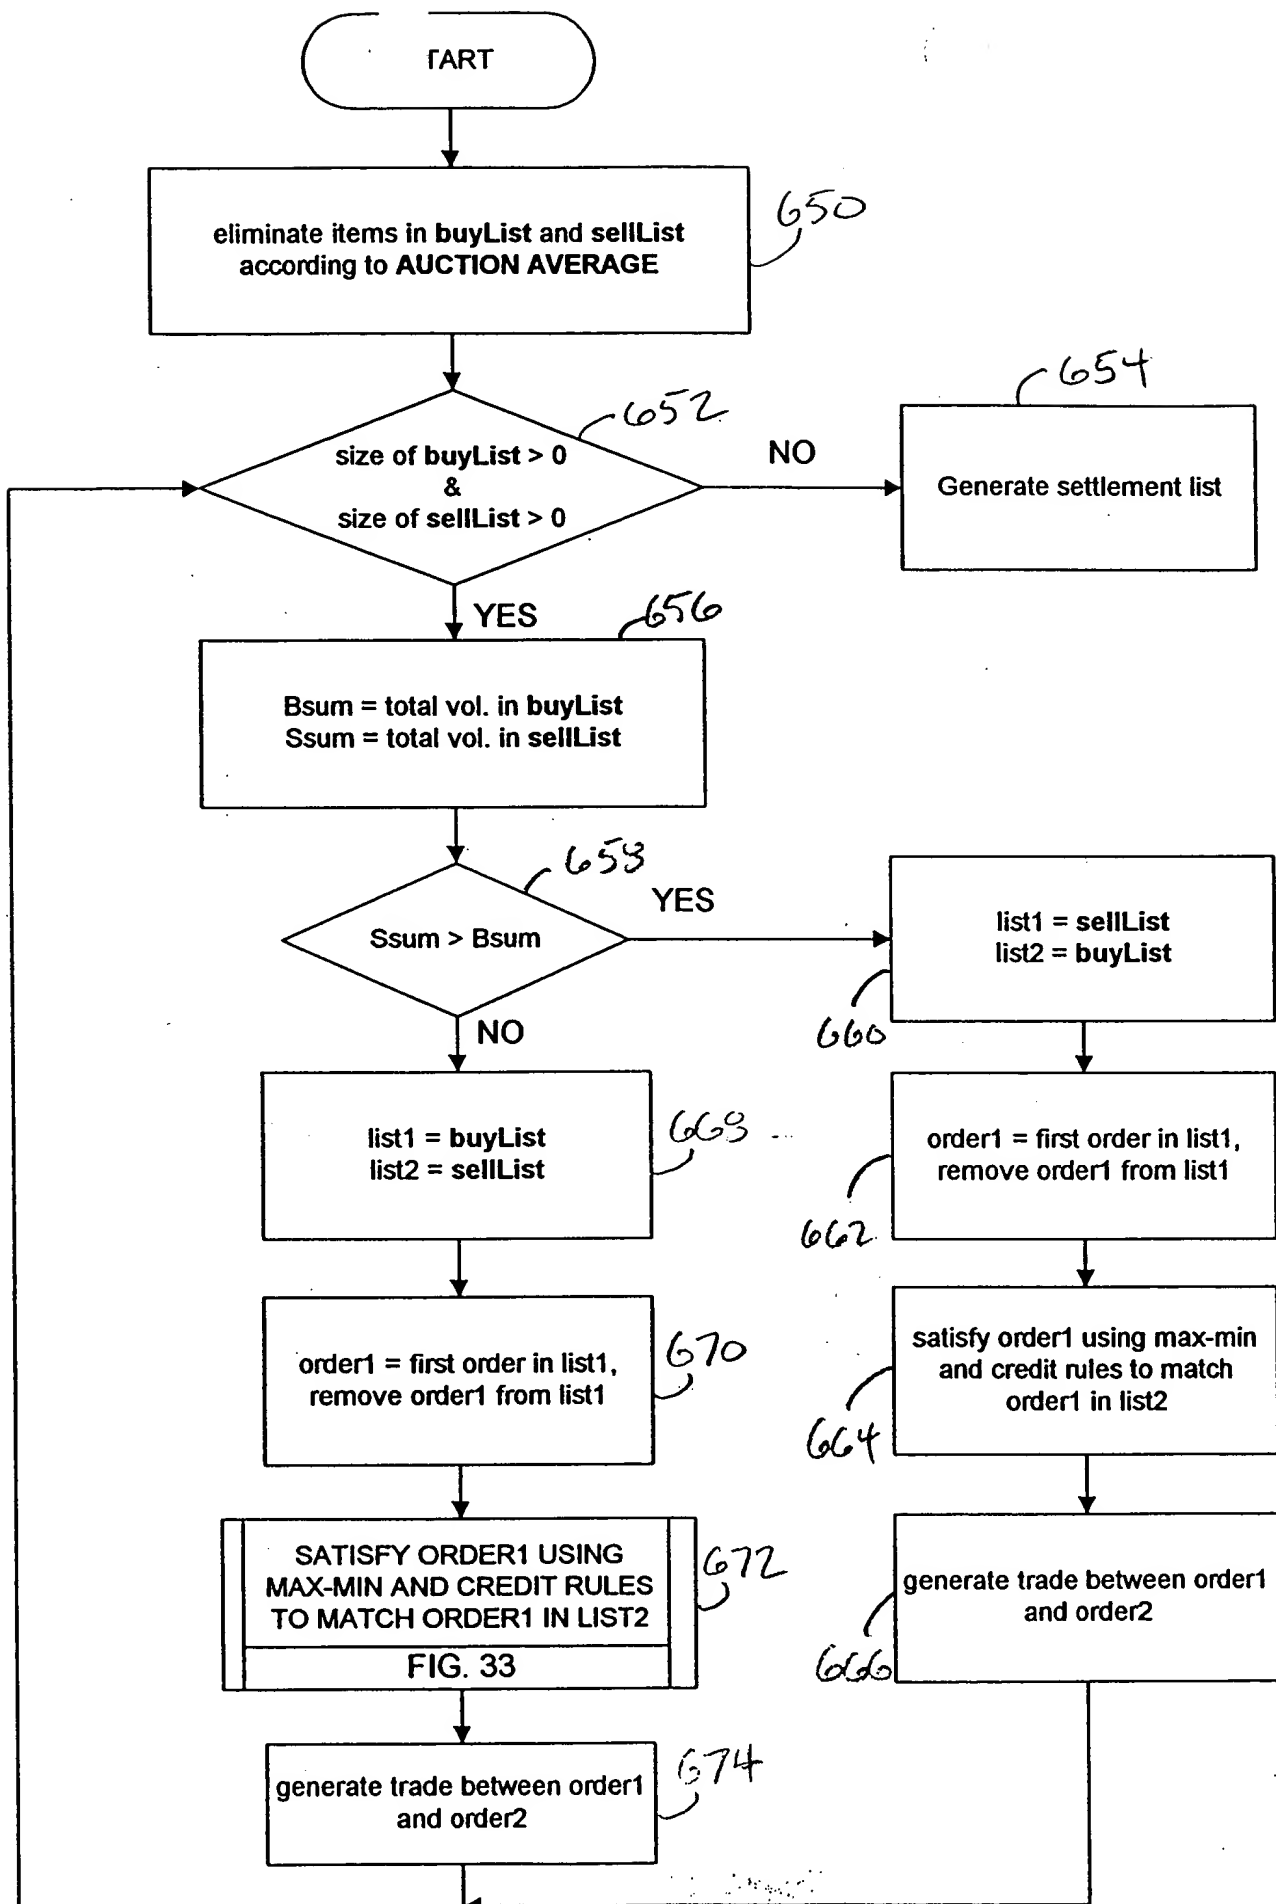 TART
eliminate items in buyList and sellList
according to AUCTION AVERAGE
650
size of buyList > 0
&
size of sellList > 0
652
NO
654
Generate settlement list
YES
656
Bsum = total vol. in buyList
Ssum = total vol. in sellList
658
Ssum > Bsum
YES
list1 = sellList
list2 = buyList
660
NO
list1 = buyList
list2 = sellList
668
order1 = first order in list1,
remove order1 from list1
662
order1 = first order in list1,
remove order1 from list1
670
satisfy order1 using max-min
and credit rules to match
order1 in list2
664
SATISFY ORDER1 USING
MAX-MIN AND CREDIT RULES
TO MATCH ORDER1 IN LIST2
FIG. 33
672
generate trade between order1
and order2
666
generate trade between order1
and order2
674